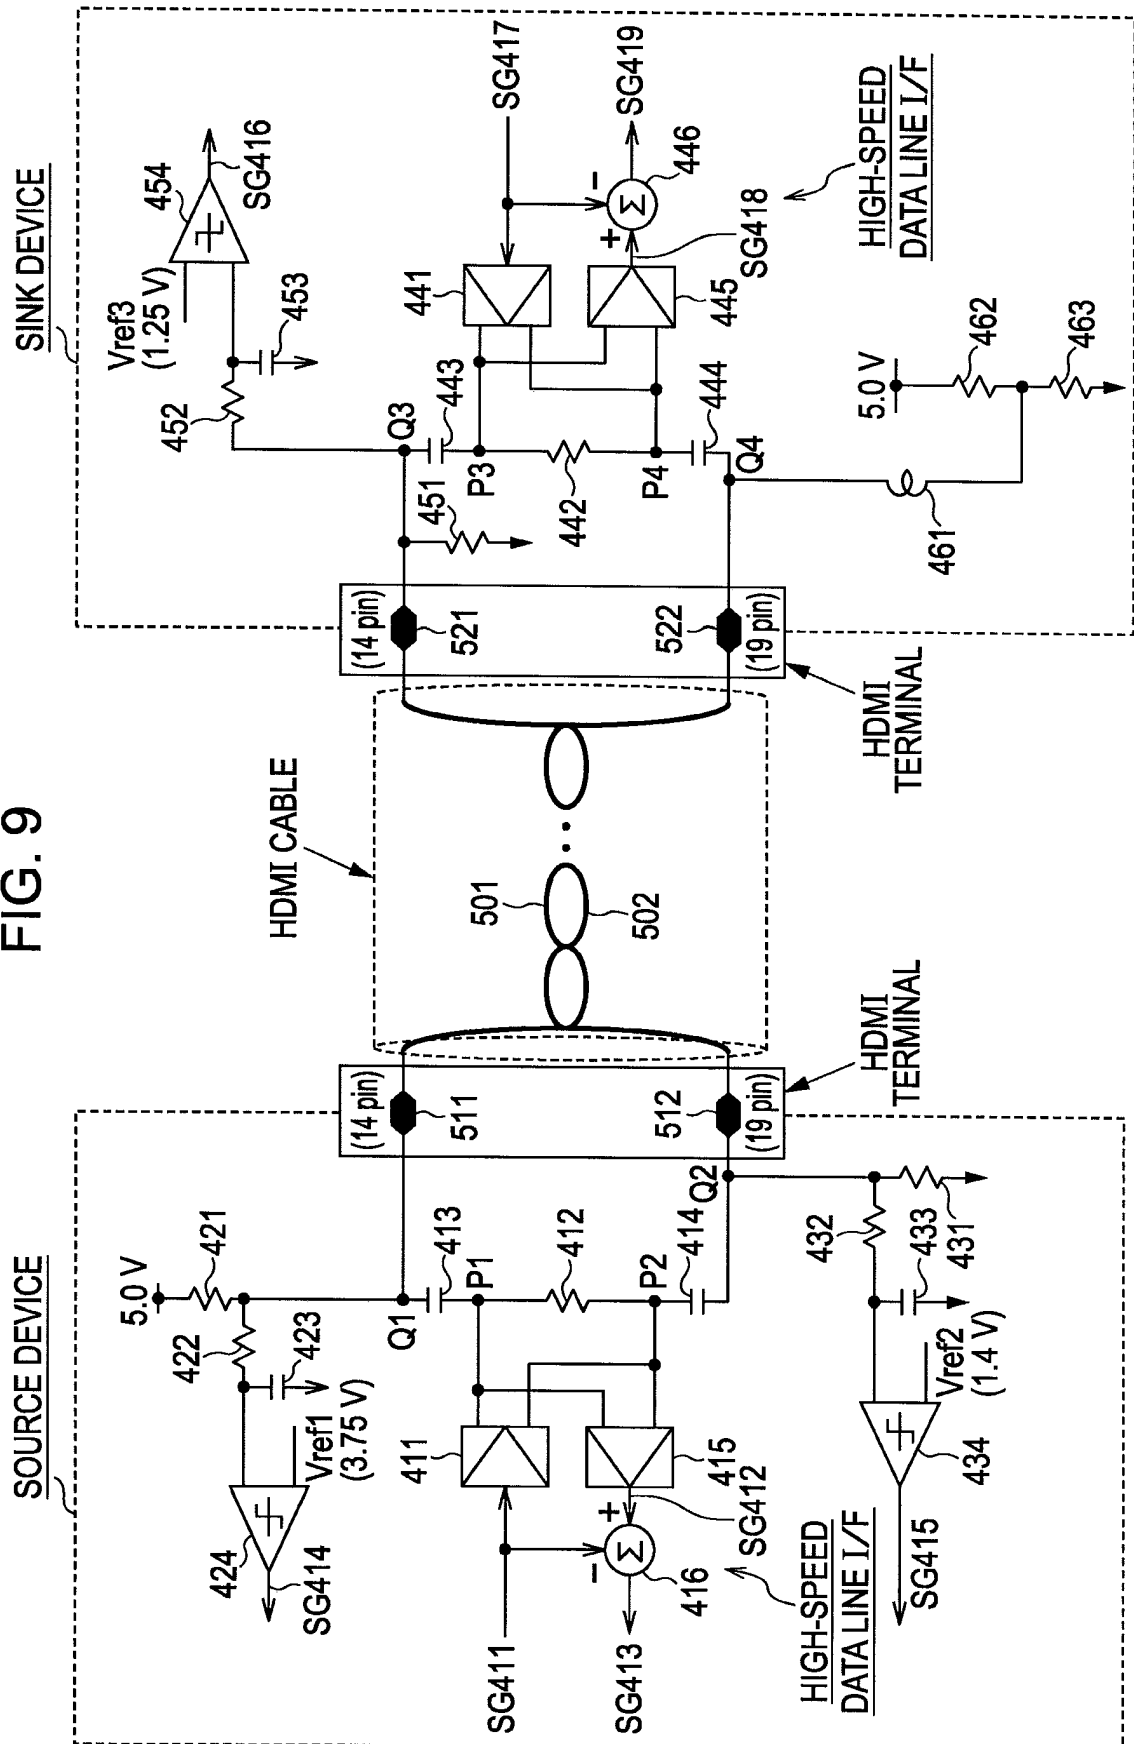 FIG. 9
SOURCE DEVICE
HDMI CABLE
SINK DEVICE
5.0 V
421
422
423
424
SG414
Vref1
(3.75 V)
Q1
413
P1
412
P2
414
Q2
411
415
SG411
SG412
+
−
Σ
416
SG413
HIGH-SPEED
DATA LINE I/F
432
433
431
Vref2
(1.4 V)
434
SG415
(14 pin)
511
512
(19 pin)
HDMI
TERMINAL
501
502
(14 pin)
521
522
(19 pin)
HDMI
TERMINAL
Vref3
(1.25 V)
454
SG416
452
453
451
Q3
443
P3
442
P4
444
Q4
441
445
SG417
SG418
+
−
Σ
446
SG419
HIGH-SPEED
DATA LINE I/F
5.0 V
462
463
461